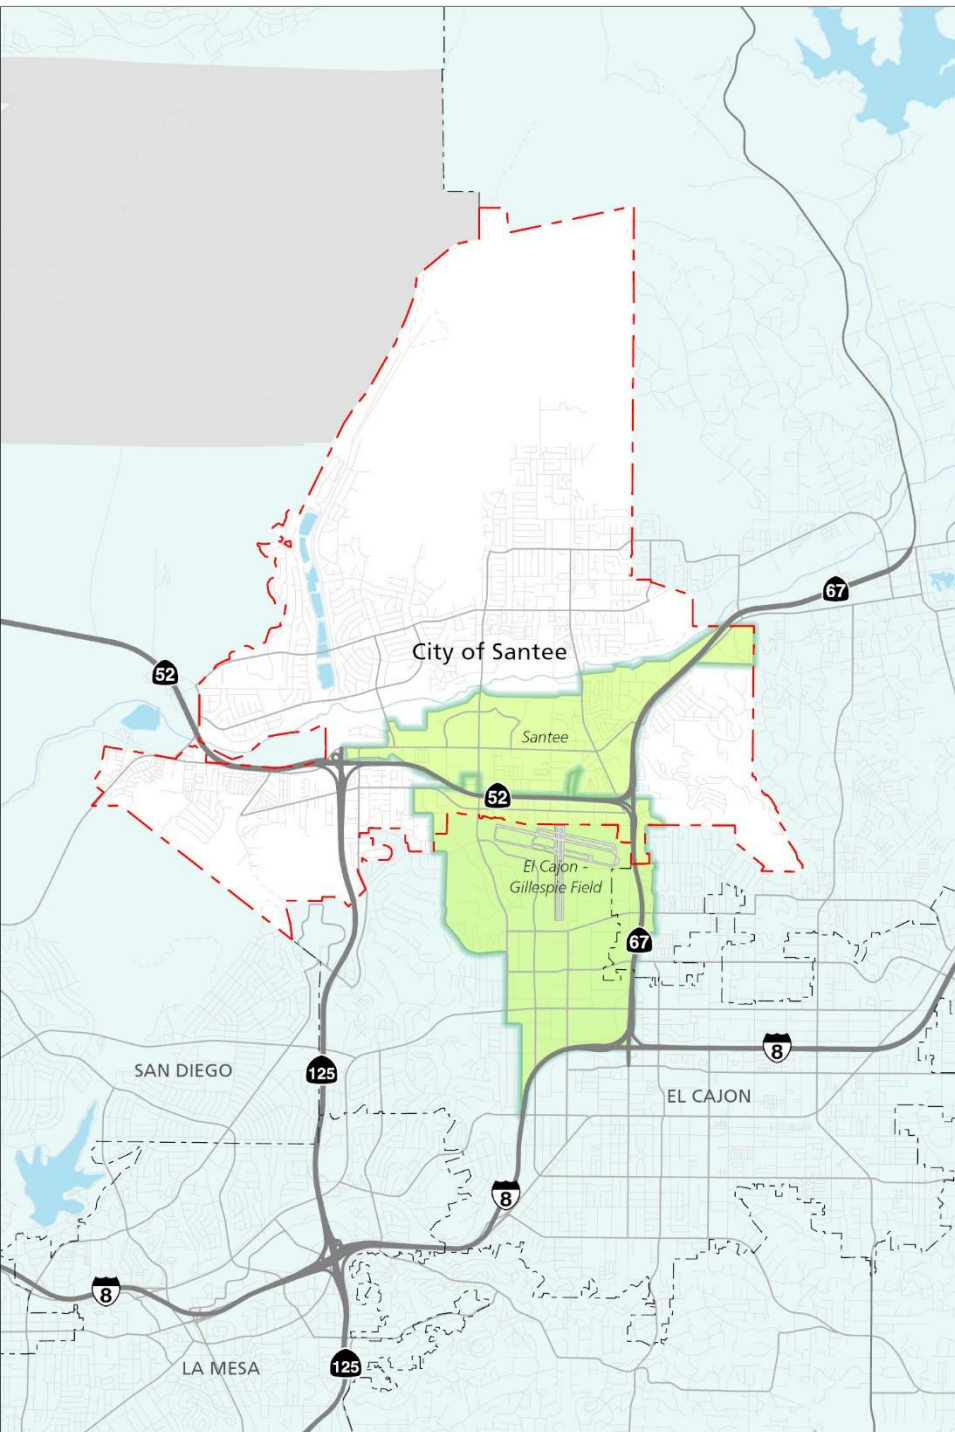 67
City of Santee
52
Santee
52
El Cajon -
Gillespie Field
67
8
SAN DIEGO
125
EL CAJON
8
8
LA MESA
125